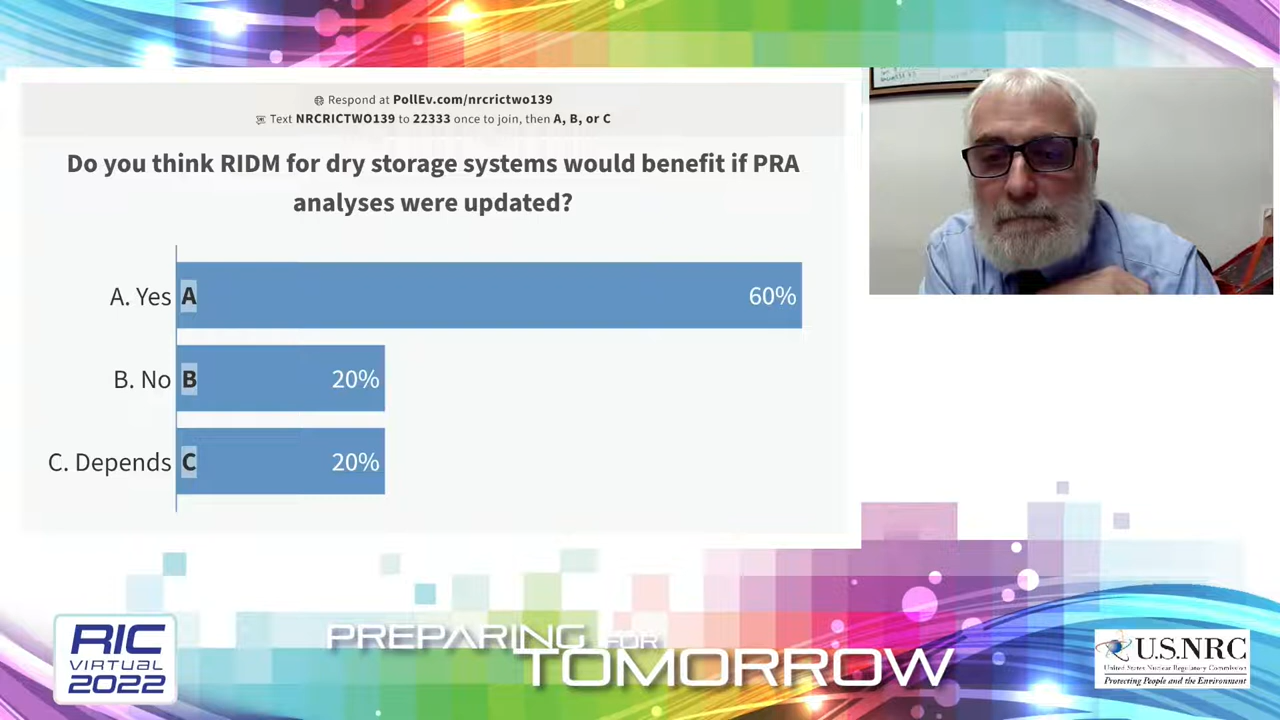 Respond at PollEv.com/nrcrictwo139
Text NRCRICTWO139 to 22333 once to join, then A, B, or C
Do you think RIDM for dry storage systems would benefit if PRA
analyses were updated?
A. Yes A 60%
B. No B 20%
C. Depends C 20%
RIC
VIRTUAL
2022
PREPARING FOR
TOMORROW
U.S.NRC
United States Nuclear Regulatory Commission
Protecting People and the Environment